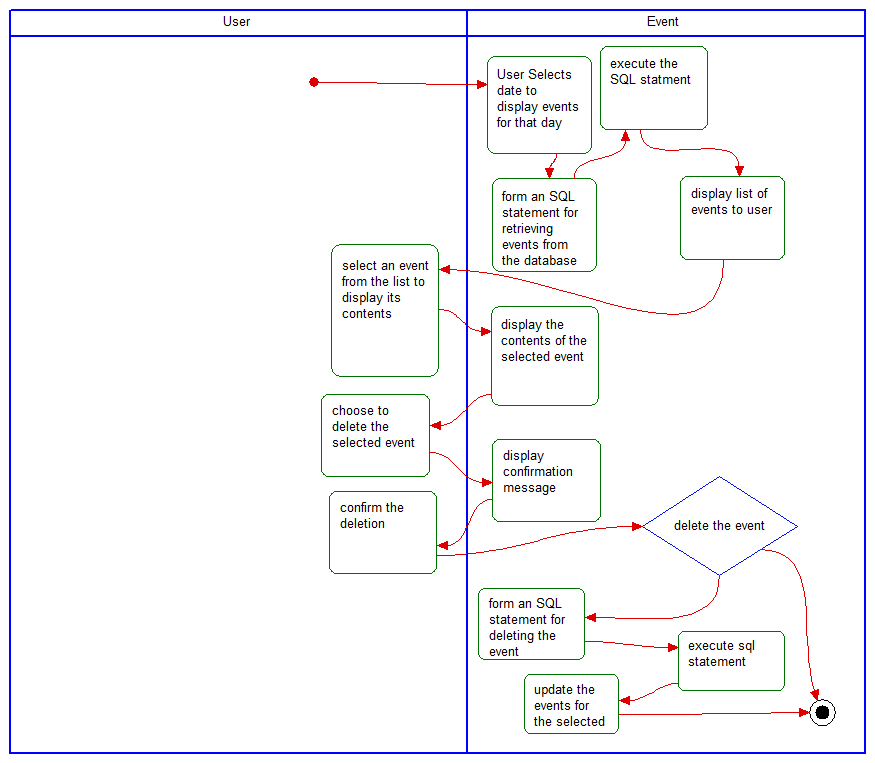 User
Event
User Selects
date to
display events
for that day
execute the
SQL statment
form an SQL
statement for
retrieving
events from
the database
display list of
events to user
select an event
from the list to
display its
contents
display the
contents of the
selected event
choose to
delete the
selected event
display
confirmation
message
confirm the
deletion
delete the event
form an SQL
statement for
deleting the
event
execute sql
statement
update the
events for
the selected